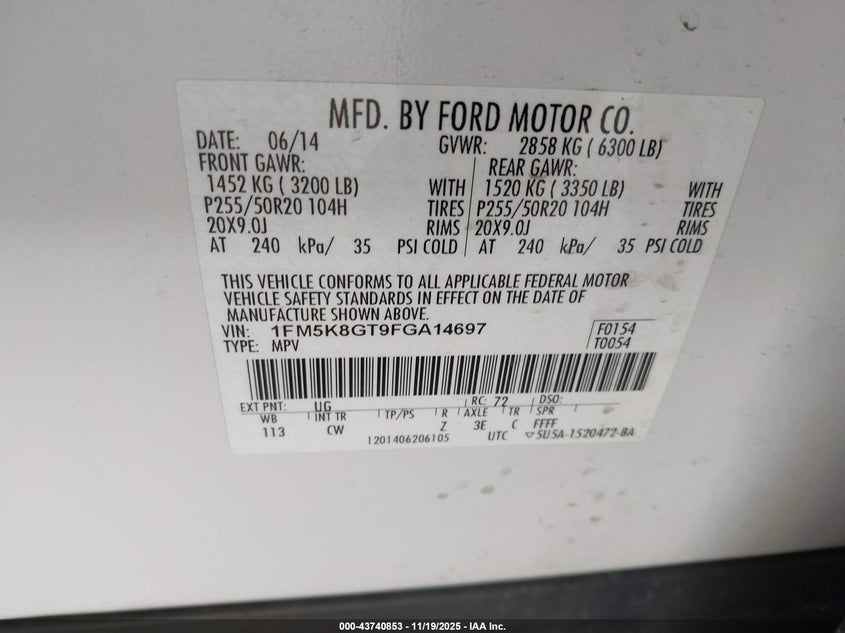 MFD. BY FORD MOTOR CO.
DATE: 06/14 GVWR: 2858 KG ( 6300 LB)
FRONT GAWR: REAR GAWR:
1452 KG ( 3200 LB) WITH 1520 KG ( 3350 LB) WITH
P255/50R20 104H TIRES P255/50R20 104H TIRES
20X9.0J RIMS 20X9.0J RIMS
AT 240 kPa/ 35 PSI COLD AT 240 kPa/ 35 PSI COLD
THIS VEHICLE CONFORMS TO ALL APPLICABLE FEDERAL MOTOR
VEHICLE SAFETY STANDARDS IN EFFECT ON THE DATE OF
MANUFACTURE SHOWN ABOVE.
VIN: 1FM5K8GT9FGA14697 F0154
TYPE: MPV T0054
EXT PNT: UG RC: 72 DSO:
WB INT TR TP/PS R AXLE TR SPR
113 CW Z 3E C FFFF
1201406206105 UTC ▽5U5A-1520472-BA
000-43740853 - 11/19/2025 - IAA Inc.